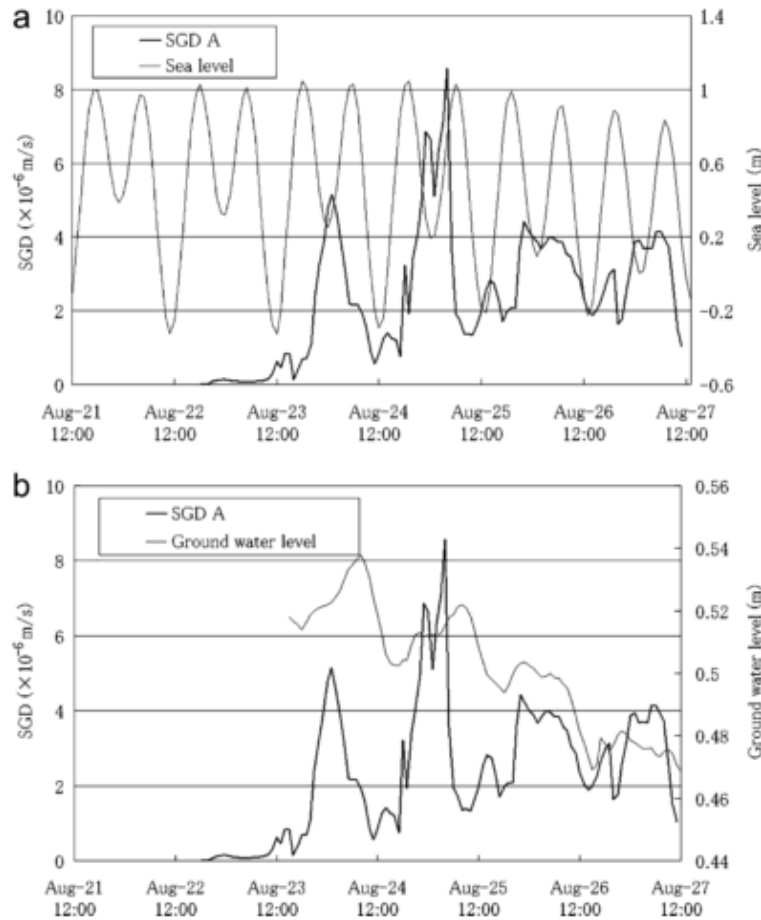 a
SGD A
Sea level
10
8
6
4
2
0
SGD (×10⁻⁶ m/s)
1.4
1
0.6
0.2
-0.2
-0.6
Sea level (m)
Aug-21 Aug-22 Aug-23 Aug-24 Aug-25 Aug-26 Aug-27
12:00 12:00 12:00 12:00 12:00 12:00 12:00
b
SGD A
Ground water level
10
8
6
4
2
0
SGD (×10⁻⁶ m/s)
0.56
0.54
0.52
0.5
0.48
0.46
0.44
Ground water level (m)
Aug-21 Aug-22 Aug-23 Aug-24 Aug-25 Aug-26 Aug-27
12:00 12:00 12:00 12:00 12:00 12:00 12:00